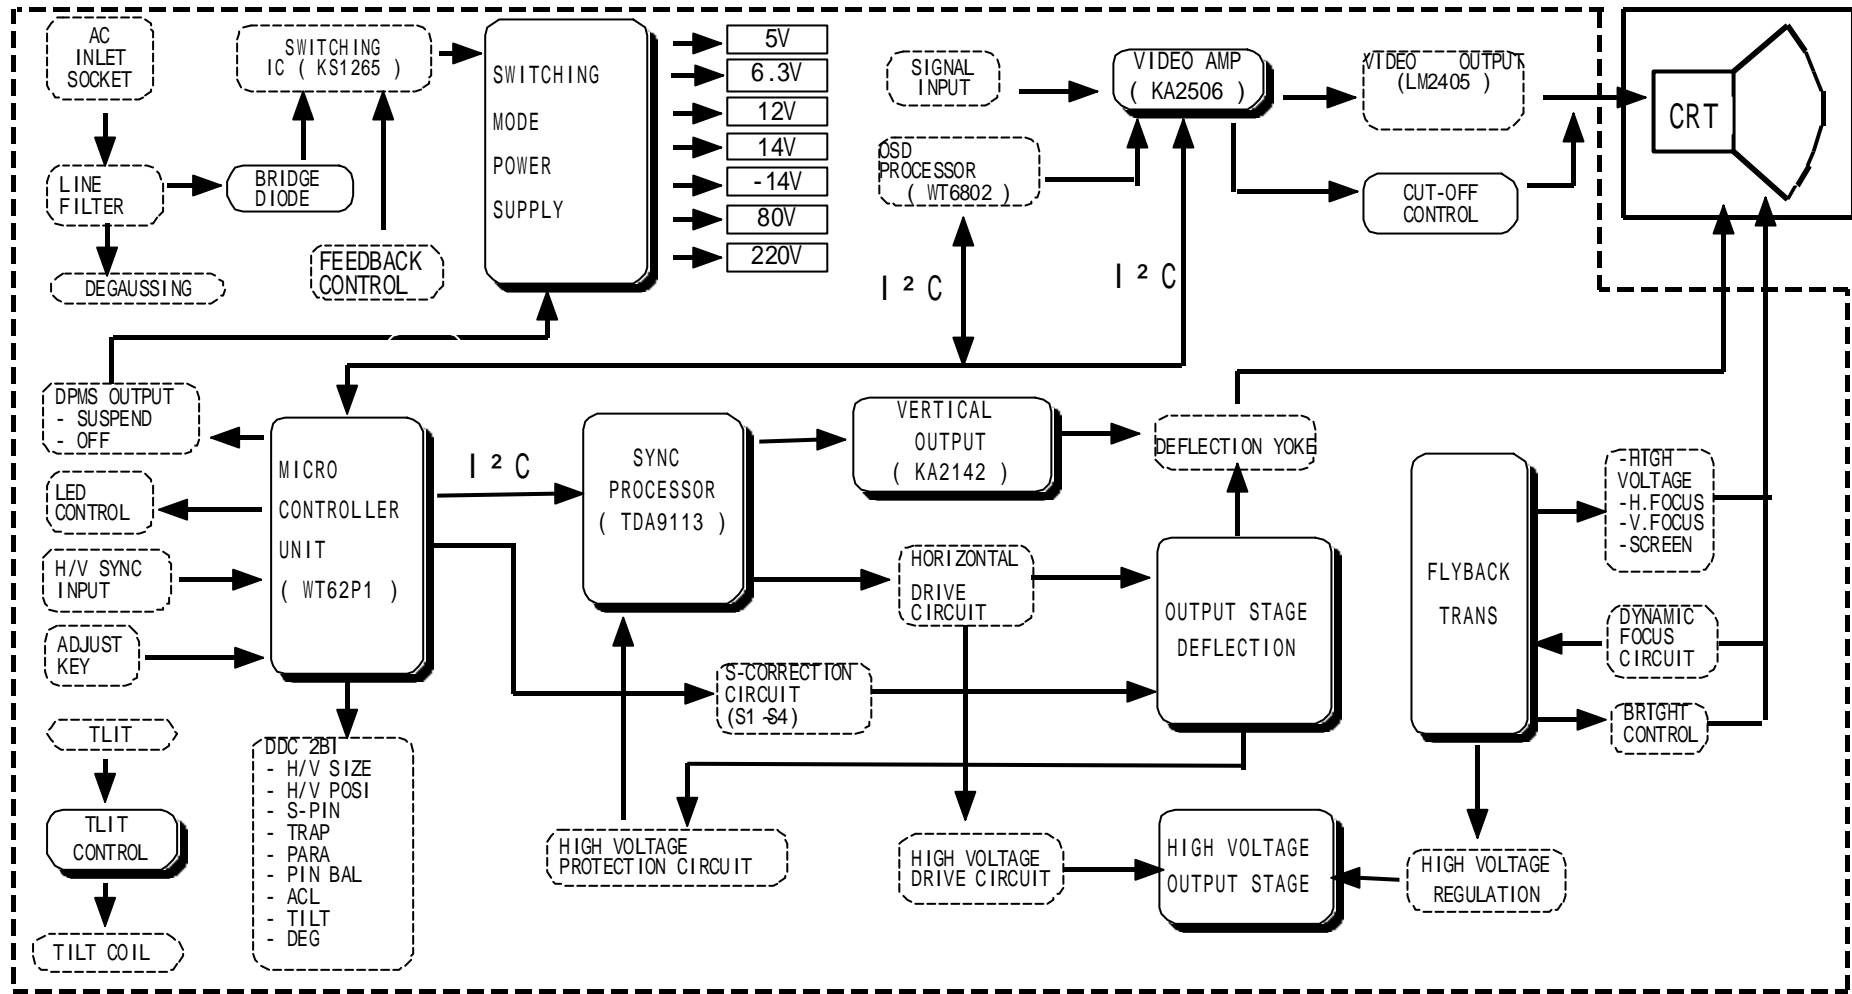 AC
INLET
SOCKET
SWITCHING
IC ( KS1265 )
LINE
FILTER
BRIDGE
DIODE
DEGAUSSING
FEEDBACK
CONTROL
SWITCHING
MODE
POWER
SUPPLY
5V
6.3V
12V
14V
-14V
80V
220V
SIGNAL
INPUT
VIDEO AMP
( KA2506 )
VIDEO OUTPUT
(LM2405 )
CRT
OSD
PROCESSOR
( WT6802 )
CUT-OFF
CONTROL
I ² C
I ² C
DPMS OUTPUT
- SUSPEND
- OFF
LED
CONTROL
H/V SYNC
INPUT
ADJUST
KEY
MICRO
CONTROLLER
UNIT
( WT62P1 )
I ² C
SYNC
PROCESSOR
( TDA9113 )
VERTICAL
OUTPUT
( KA2142 )
DEFLECTION YOKE
HORIZONTAL
DRIVE
CIRCUIT
OUTPUT STAGE
DEFLECTION
S-CORRECTION
CIRCUIT
(S1 ~S4)
FLYBACK
TRANS
-HIGH
VOLTAGE
-H.FOCUS
-V.FOCUS
-SCREEN
DYNAMIC
FOCUS
CIRCUIT
BRIGHT
CONTROL
TLIT
TLIT
CONTROL
TILT COIL
DDC 2BI
- H/V SIZE
- H/V POSI
- S-PIN
- TRAP
- PARA
- PIN BAL
- ACL
- TILT
- DEG
HIGH VOLTAGE
PROTECTION CIRCUIT
HIGH VOLTAGE
DRIVE CIRCUIT
HIGH VOLTAGE
OUTPUT STAGE
HIGH VOLTAGE
REGULATION